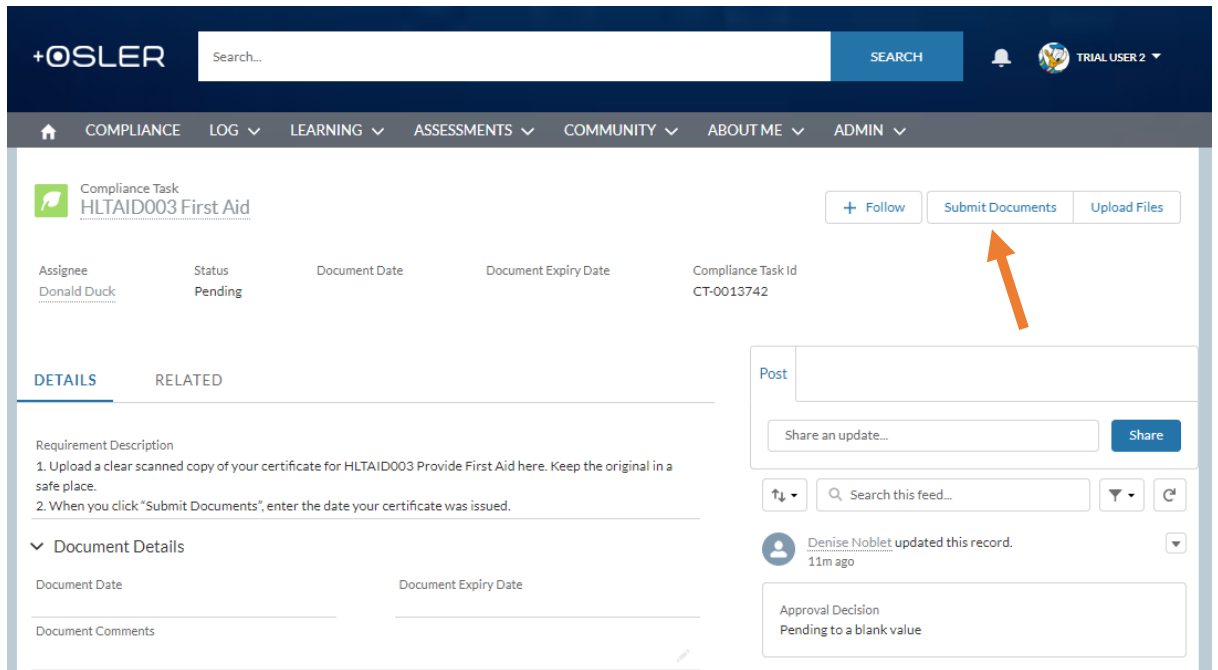 +OSLER Search... SEARCH TRIAL USER 2
COMPLIANCE LOG LEARNING ASSESSMENTS COMMUNITY ABOUT ME ADMIN
Compliance Task
HLTAID003 First Aid
+ Follow Submit Documents Upload Files
Assignee Status Document Date Document Expiry Date Compliance Task Id
Donald Duck Pending CT-0013742
DETAILS RELATED
Requirement Description
1. Upload a clear scanned copy of your certificate for HLTAID003 Provide First Aid here. Keep the original in a
safe place.
2. When you click “Submit Documents”, enter the date your certificate was issued.
Document Details
Document Date Document Expiry Date
Document Comments
Post
Share an update... Share
Search this feed...
Denise Noblet updated this record.
11m ago
Approval Decision
Pending to a blank value